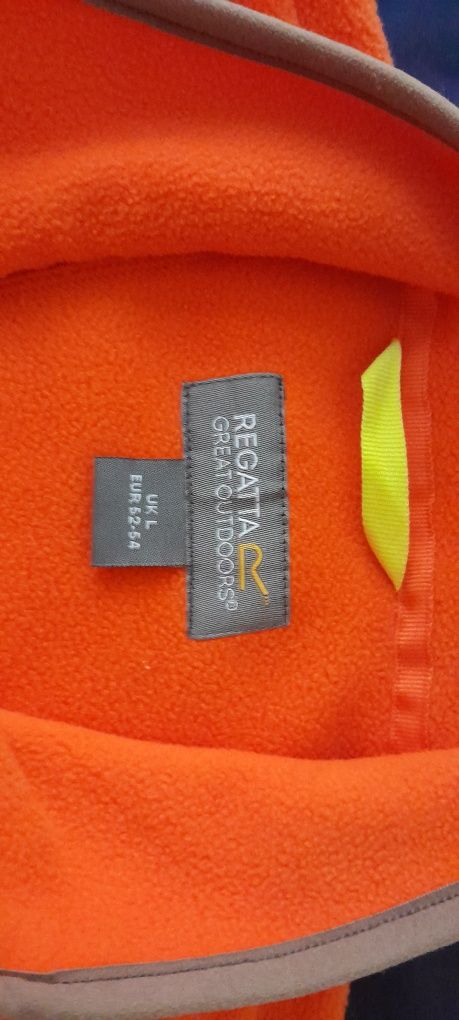 REGATTA
GREAT OUTDOORS®
UK L
EUR 52-54